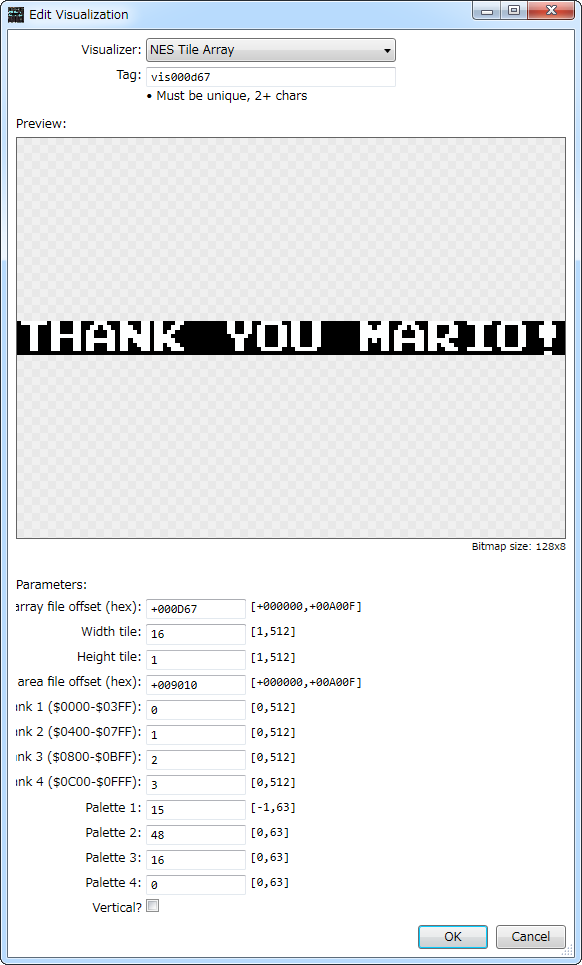 Edit Visualization
Visualizer: NES Tile Array
Tag: vis000d67
• Must be unique, 2+ chars
Preview:
THANK YOU MARIO!
Bitmap size: 128x8
Parameters:
array file offset (hex): +000D67 [+000000,+00A00F]
Width tile: 16 [1,512]
Height tile: 1 [1,512]
area file offset (hex): +009010 [+000000,+00A00F]
ank 1 ($0000-$03FF): 0 [0,512]
ank 2 ($0400-$07FF): 1 [0,512]
ank 3 ($0800-$0BFF): 2 [0,512]
ank 4 ($0C00-$0FFF): 3 [0,512]
Palette 1: 15 [-1,63]
Palette 2: 48 [0,63]
Palette 3: 16 [0,63]
Palette 4: 0 [0,63]
Vertical?
OK Cancel